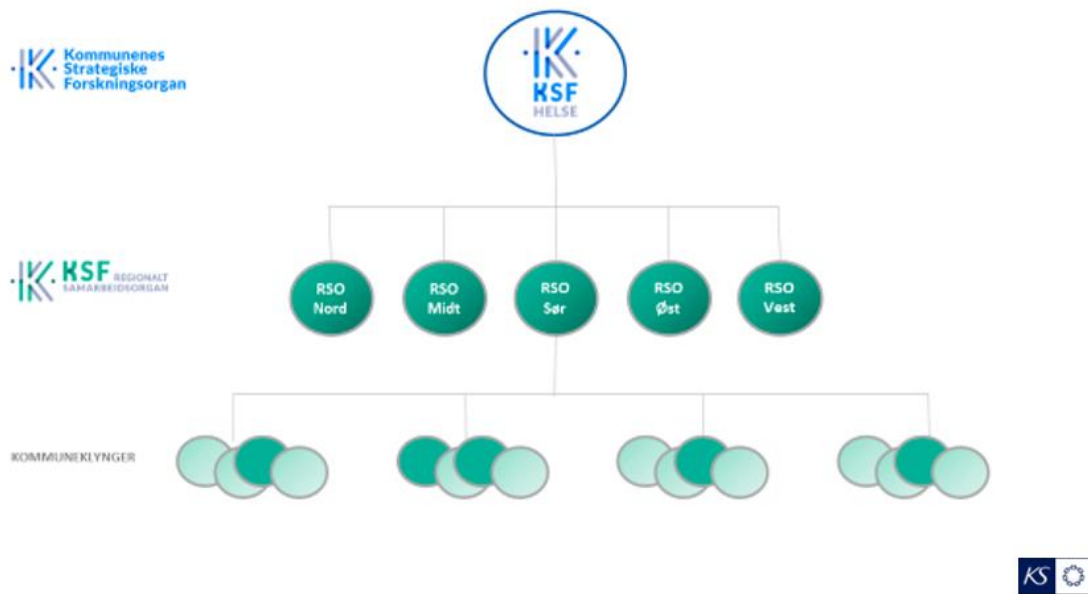 Kommunenes
Strategiske
Forskningsorgan
KSF
HELSE
KSF REGIONALT
SAMARBEIDSORGAN
RSO
Nord
RSO
Midt
RSO
Sør
RSO
Øst
RSO
Vest
KOMMUNEKLYNGER
KS